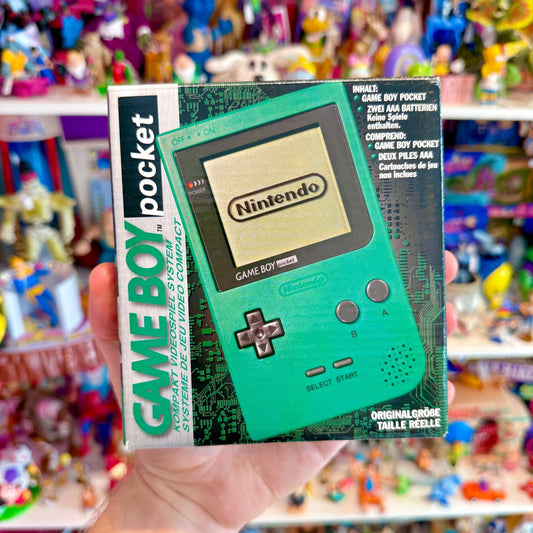 GAME BOY™ pocket
KOMPAKT VIDEOSPIEL SYSTEM
SYSTEME DE JEU VIDEO COMPACT
INHALT:
GAME BOY POCKET
ZWEI AAA BATTERIEN
Keine Spiele
enthalten.
COMPREND:
GAME BOY POCKET
DEUX PILES AAA
Cartouches de jeu
non inclues
OFF ON
POWER
Nintendo
GAME BOY pocket
Nintendo
B A
SELECT START
ORIGINALGRÖßE
TAILLE RÉELLE